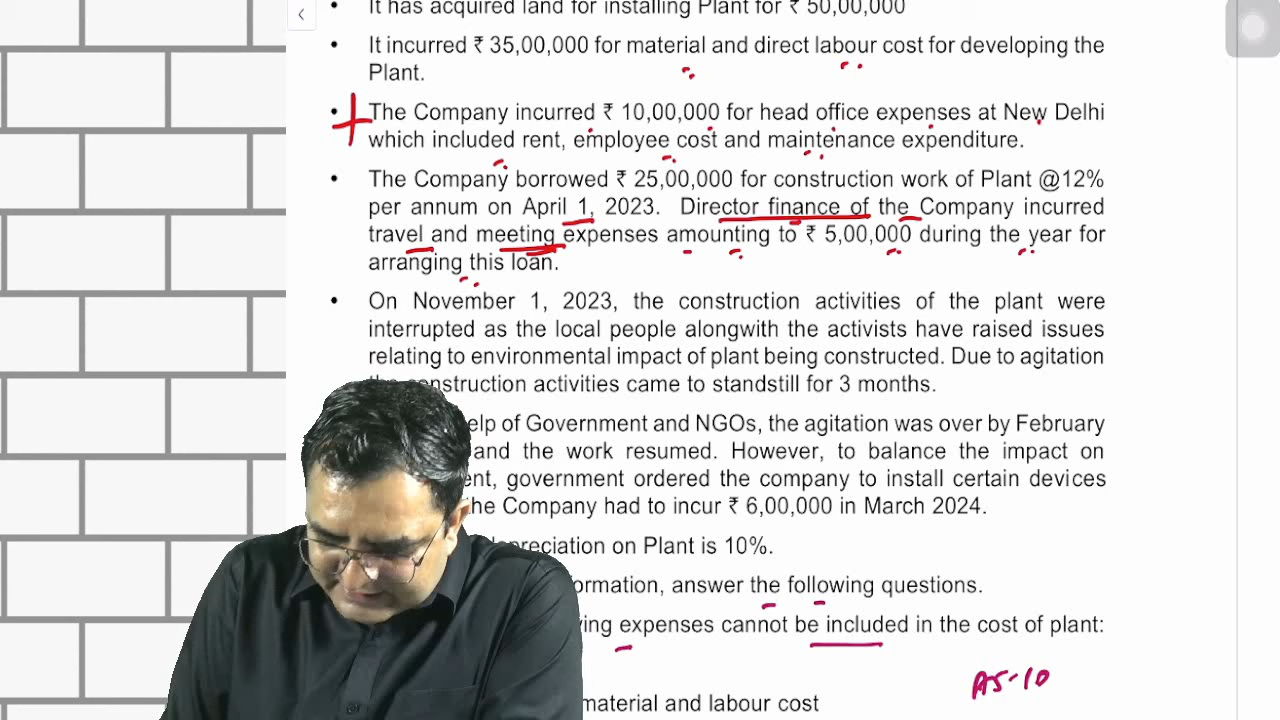 It has acquired land for installing Plant for ₹ 50,00,000
• It incurred ₹ 35,00,000 for material and direct labour cost for developing the
Plant.
• The Company incurred ₹ 10,00,000 for head office expenses at New Delhi
which included rent, employee cost and maintenance expenditure.
• The Company borrowed ₹ 25,00,000 for construction work of Plant @12%
per annum on April 1, 2023. Director finance of the Company incurred
travel and meeting expenses amounting to ₹ 5,00,000 during the year for
arranging this loan.
• On November 1, 2023, the construction activities of the plant were
interrupted as the local people alongwith the activists have raised issues
relating to environmental impact of plant being constructed. Due to agitation
construction activities came to standstill for 3 months.
of Government and NGOs, the agitation was over by February
and the work resumed. However, to balance the impact on
government ordered the company to install certain devices
the Company had to incur ₹ 6,00,000 in March 2024.
depreciation on Plant is 10%.
answer the following questions.
expenses cannot be included in the cost of plant:
AS-10
material and labour cost